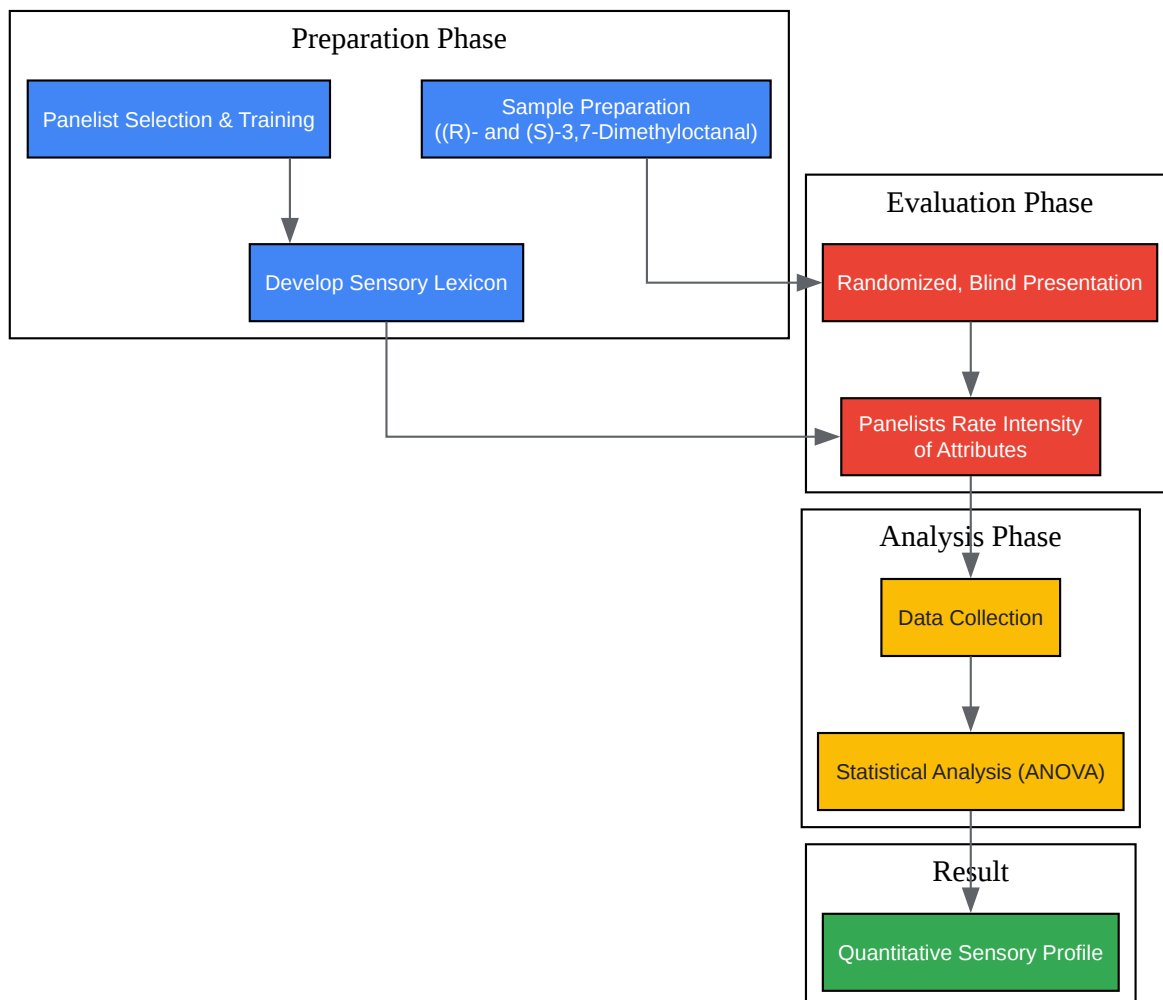 Preparation Phase
Panelist Selection & Training
Sample Preparation
((R)- and (S)-3,7-Dimethyloctanal)
Develop Sensory Lexicon
Evaluation Phase
Randomized, Blind Presentation
Panelists Rate Intensity
of Attributes
Analysis Phase
Data Collection
Statistical Analysis (ANOVA)
Result
Quantitative Sensory Profile